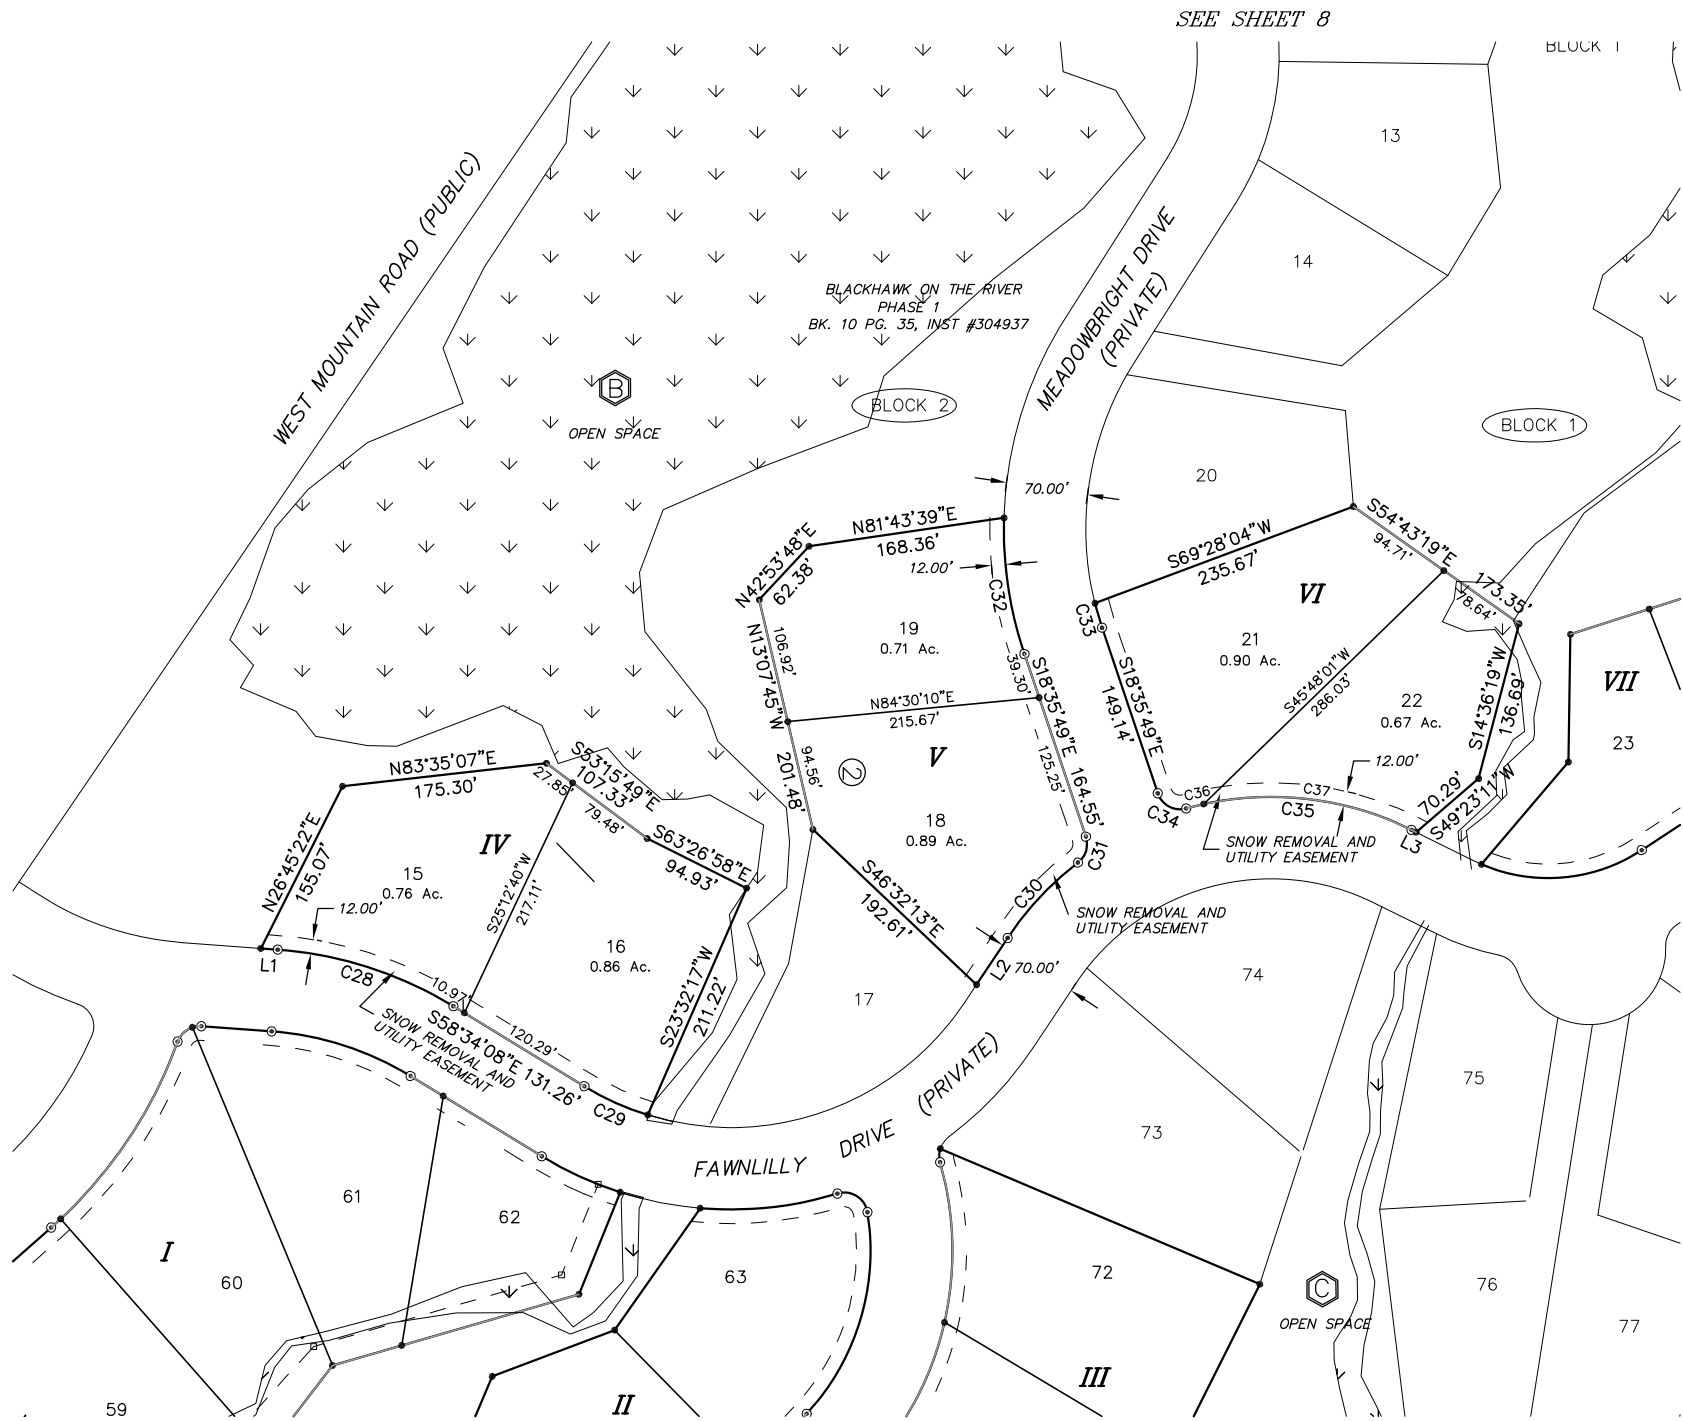 SEE SHEET 8
BLOCK 1
13
WEST MOUNTAIN ROAD (PUBLIC)
MEADOWBRIGHT DRIVE
(PRIVATE)
14
BLACKHAWK ON THE RIVER
PHASE 1
BK. 10 PG. 35, INST #304937
B
OPEN SPACE
BLOCK 2
BLOCK 1
20
70.00'
N81°43'39"E
168.36'
12.00'
N42°53'48"E
62.38'
C32
S69°28'04"W
235.67'
S54°43'19"E
94.71'
173.35'
78.64'
VI
C33
N13°07'45"W
106.92'
19
0.71 Ac.
39.30'
S18°35'49"E
149.14'
21
0.90 Ac.
S45°48'01"W
286.03'
S14°36'19"W
136.69'
VII
22
0.67 Ac.
23
N84°30'10"E
215.67'
S18°35'49"E 164.55'
125.25'
V
2
201.48'
94.56'
12.00'
C36
C37
C34
C35
70.29'
S49°23'11"W
L3
SNOW REMOVAL AND
UTILITY EASEMENT
N83°35'07"E
175.30'
S53°15'49"E
107.33'
27.85'
79.48'
S63°26'58"E
94.93'
IV
N26°45'22"E
155.07'
15
0.76 Ac.
12.00'
S25°12'40"W
217.11'
16
0.86 Ac.
S23°32'17"W
211.22'
18
0.89 Ac.
S46°32'13"E
192.61'
C31
C30
SNOW REMOVAL AND
UTILITY EASEMENT
L2
70.00'
L1
C28
10.97'
S58°34'08"E 131.26'
120.29'
SNOW REMOVAL AND
UTILITY EASEMENT
C29
17
74
FAWNLILLY DRIVE (PRIVATE)
73
75
61
62
I
60
63
72
C
OPEN SPACE
76
77
III
II
59